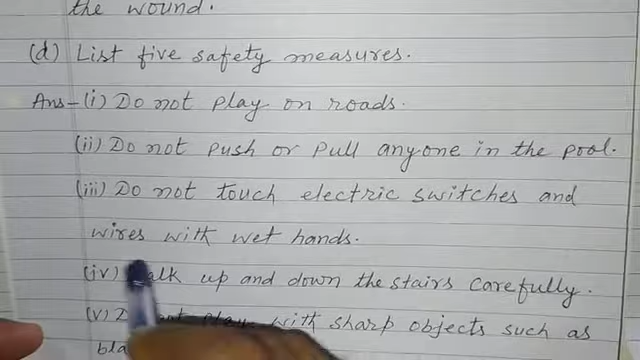 the wound.
(d) List five safety measures.
Ans- (i) Do not play on roads.
(ii) Do not push or pull anyone in the pool.
(iii) Do not touch electric switches and
wires with wet hands.
(iv) up and down the stairs carefully.
(v) with sharp objects such as